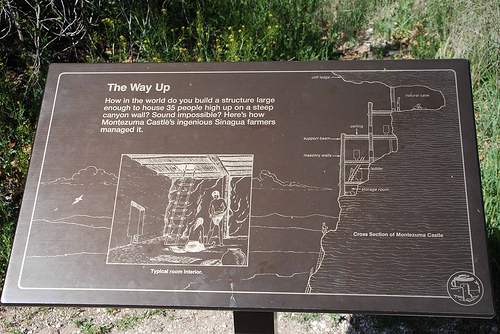 The Way Up
How in the world do you build a structure large
enough to house 35 people high up on a steep
canyon wall? Sound impossible? Here's how
Montezuma Castle's ingenious Sinagua farmers
managed it.
cliff ledge
natural cave
ceiling
support beam
masonry walls
ladder
storage room
Cross Section of Montezuma Castle
Typical room interior.